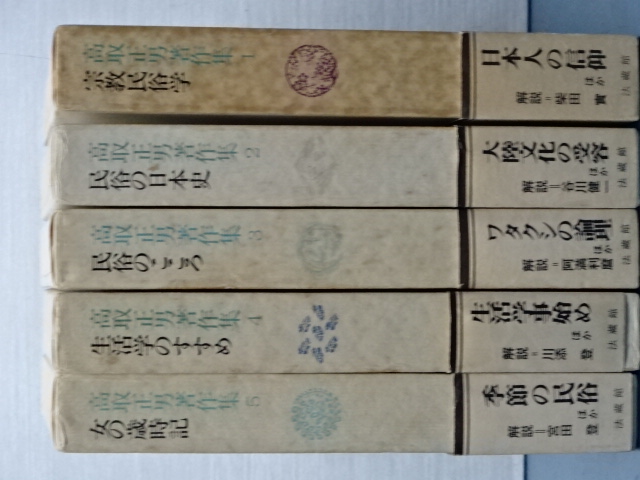 高取正男著作集 1
宗教民俗学
日本人の信仰
ほか
解説=柴田 實
法蔵館
高取正男著作集 2
民俗の日本史
大陸文化の受容
ほか
解説=谷川健一
法蔵館
高取正男著作集 3
民俗のこころ
ワタクシの論理
ほか
解説=阿満利麿
法蔵館
高取正男著作集 4
生活学のすすめ
生活学事始め
ほか
解説=川添 登
法蔵館
高取正男著作集 5
女の歳時記
季節の民俗
ほか
解説=宮田 登
法蔵館